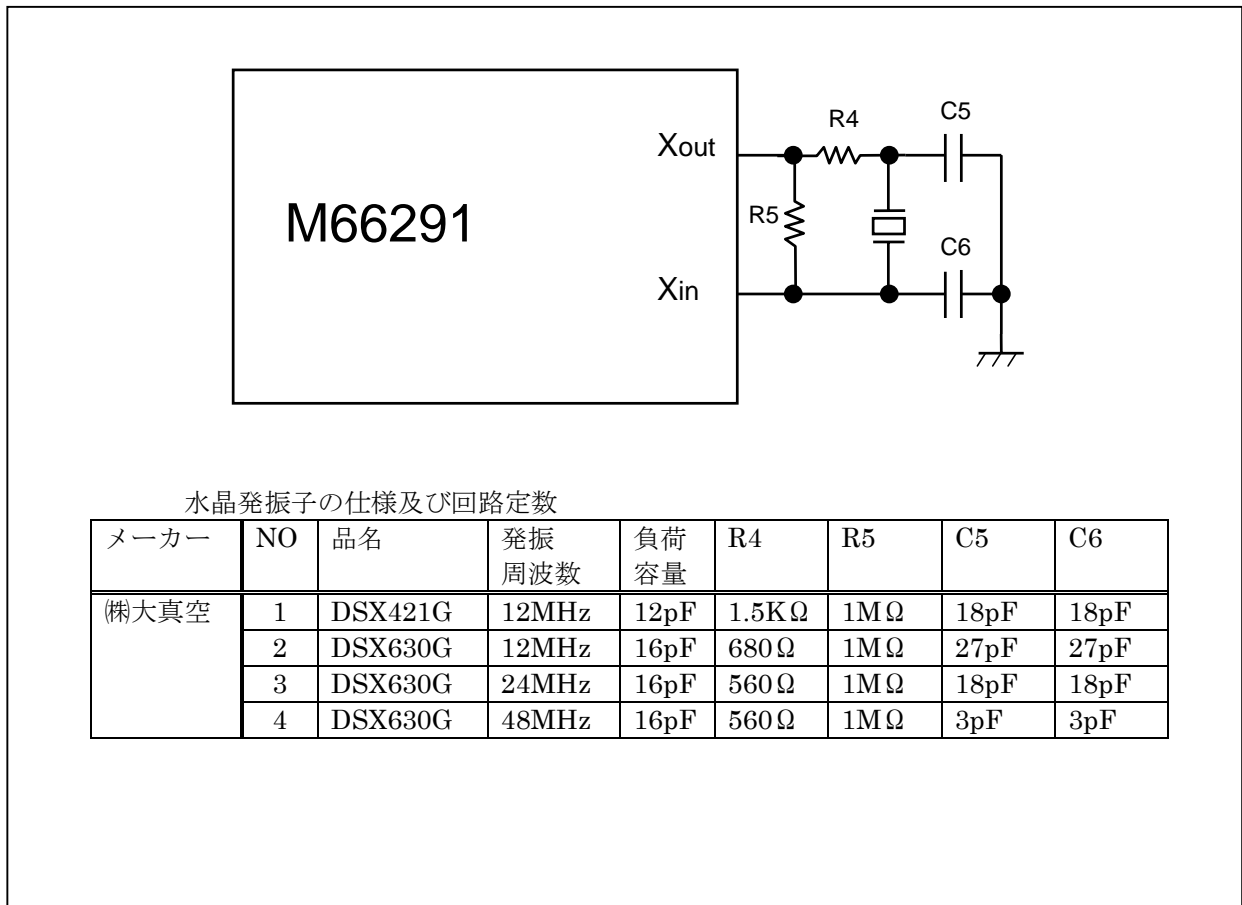 C5
R4
Xout
M66291
R5
C6
Xin
水晶発振子の仕様及び回路定数
メーカー NO 品名 発振周波数 負荷容量 R4 R5 C5 C6
㈱大真空 1 DSX421G 12MHz 12pF 1.5KΩ 1MΩ 18pF 18pF
2 DSX630G 12MHz 16pF 680Ω 1MΩ 27pF 27pF
3 DSX630G 24MHz 16pF 560Ω 1MΩ 18pF 18pF
4 DSX630G 48MHz 16pF 560Ω 1MΩ 3pF 3pF